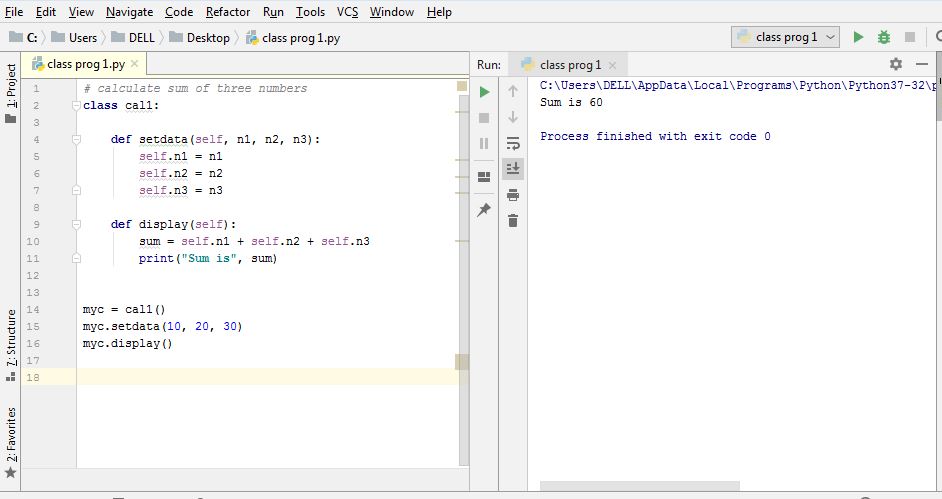 File Edit View Navigate Code Refactor Run Tools VCS Window Help
C: Users DELL Desktop class prog 1.py class prog 1
class prog 1.py
Run: class prog 1
1: Project
7: Structure
2: Favorites
1 # calculate sum of three numbers
2 class cal1:
3
4 def setdata(self, n1, n2, n3):
5 self.n1 = n1
6 self.n2 = n2
7 self.n3 = n3
8
9 def display(self):
10 sum = self.n1 + self.n2 + self.n3
11 print("Sum is", sum)
12
13
14 myc = cal1()
15 myc.setdata(10, 20, 30)
16 myc.display()
17
18
C:\Users\DELL\AppData\Local\Programs\Python\Python37-32\p
Sum is 60
Process finished with exit code 0